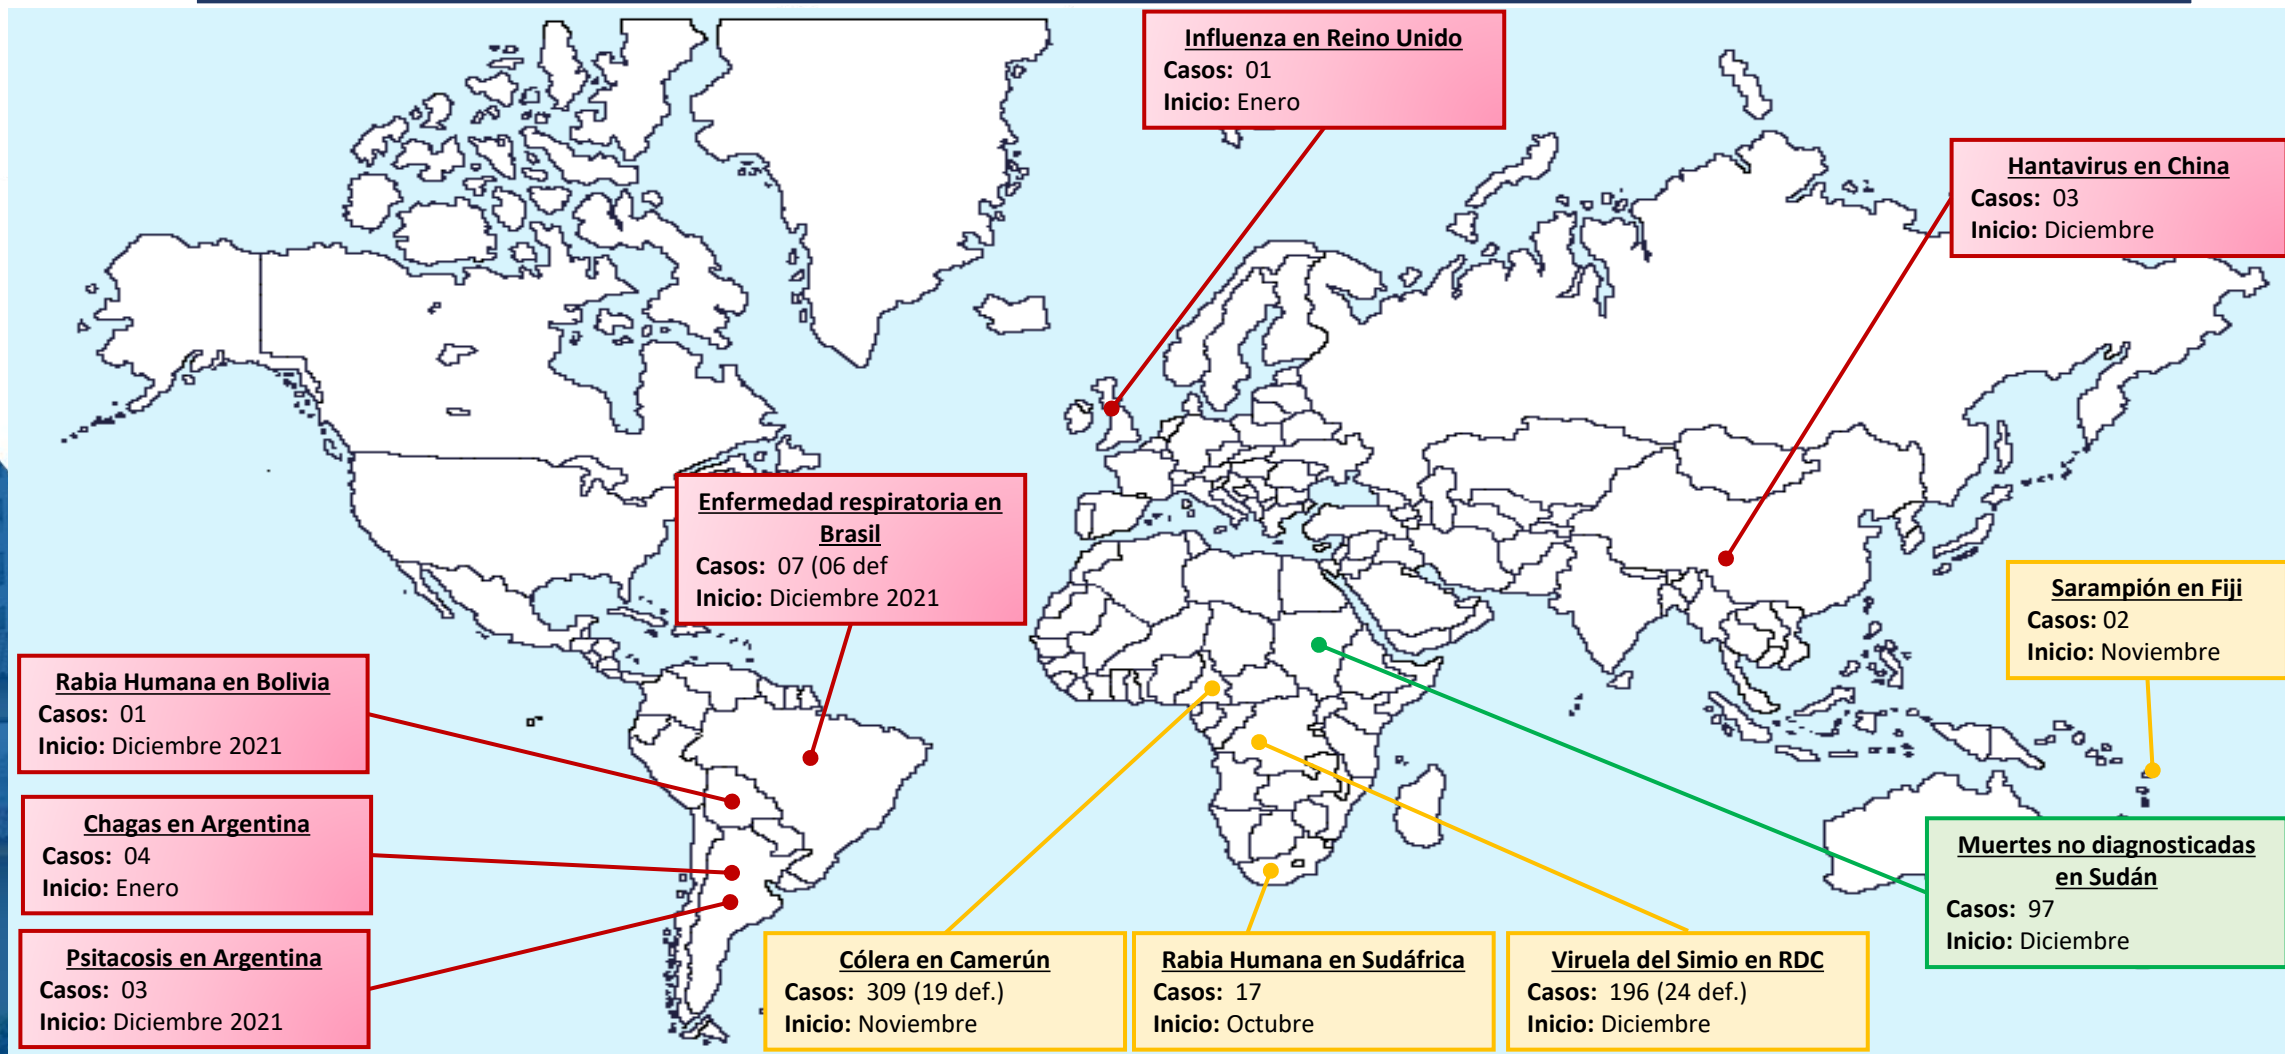 Influenza en Reino Unido
Casos: 01
Inicio: Enero
Hantavirus en China
Casos: 03
Inicio: Diciembre
Enfermedad respiratoria en
Brasil
Casos: 07 (06 def
Inicio: Diciembre 2021
Sarampión en Fiji
Casos: 02
Inicio: Noviembre
Rabia Humana en Bolivia
Casos: 01
Inicio: Diciembre 2021
Chagas en Argentina
Casos: 04
Inicio: Enero
Muertes no diagnosticadas
en Sudán
Casos: 97
Inicio: Diciembre
Psitacosis en Argentina
Casos: 03
Inicio: Diciembre 2021
Cólera en Camerún
Casos: 309 (19 def.)
Inicio: Noviembre
Rabia Humana en Sudáfrica
Casos: 17
Inicio: Octubre
Viruela del Simio en RDC
Casos: 196 (24 def.)
Inicio: Diciembre